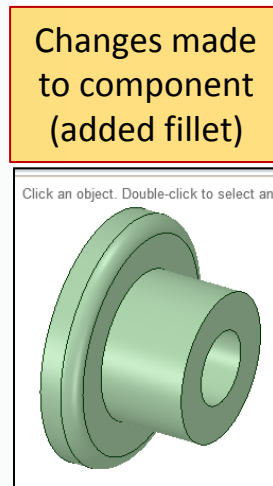 Changes made
to component
(added fillet)
Click an object. Double-click to select an